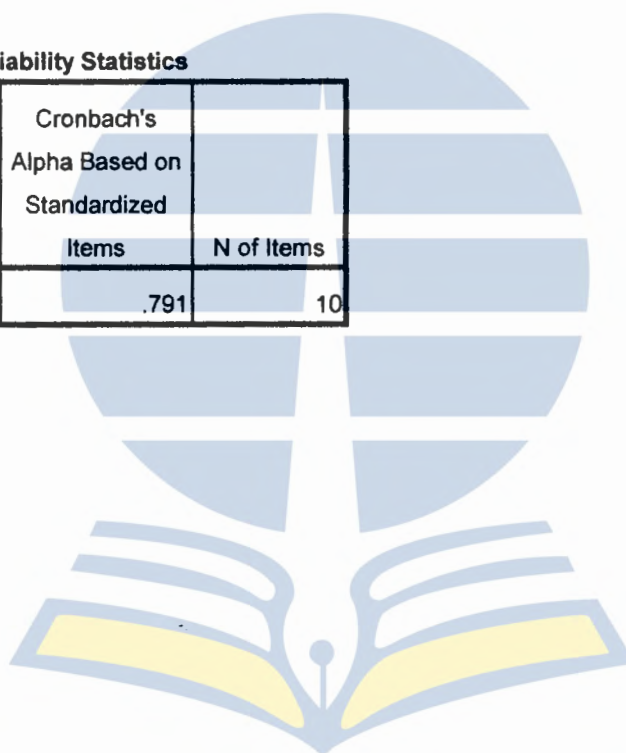 iability Statistics
Cronbach's
Alpha Based on
Standardized
Items
N of Items
.791
10